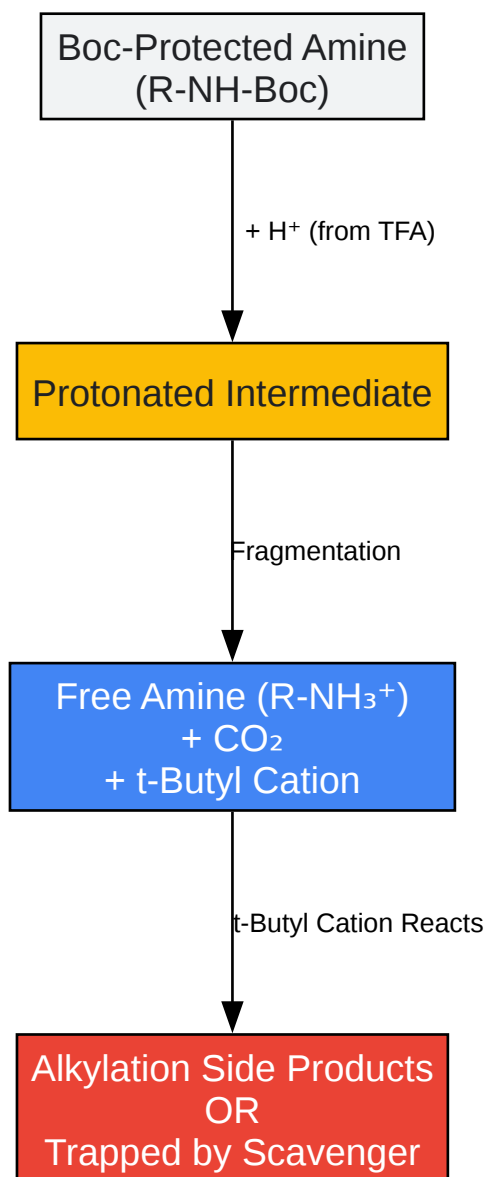 Boc-Protected Amine
(R-NH-Boc)
+ H⁺ (from TFA)
Protonated Intermediate
Fragmentation
Free Amine (R-NH₃⁺)
+ CO₂
+ t-Butyl Cation
t-Butyl Cation Reacts
Alkylation Side Products
OR
Trapped by Scavenger